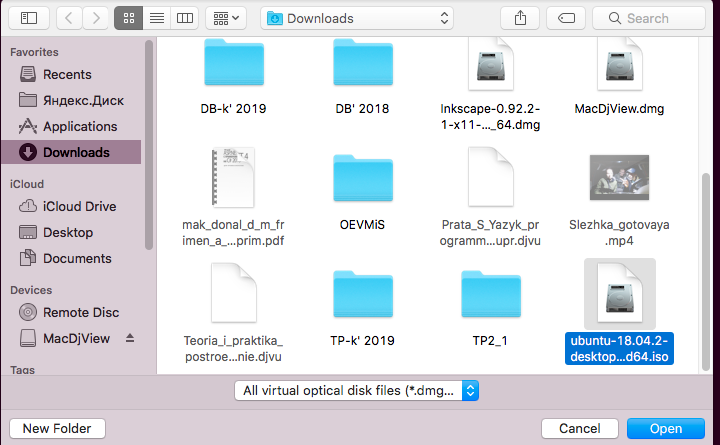 Downloads
Search
Favorites
Recents
Яндекс.Диск
Applications
Downloads
iCloud
iCloud Drive
Desktop
Documents
Devices
Remote Disc
MacDjView
Tags
DB-k' 2019
DB' 2018
Inkscape-0.92.2-
1-x11-..._64.dmg
MacDjView.dmg
mak_donal_d_m_fr
imen_a_...prim.pdf
OEVMiS
Prata_S_Yazyk_pr
ogramm...upr.djvu
Slezhka_gotovaya
.mp4
Teoria_i_praktika_
postroe...nie.djvu
TP-k' 2019
TP2_1
ubuntu-18.04.2-
desktop...d64.iso
All virtual optical disk files (*.dmg...
New Folder
Cancel
Open